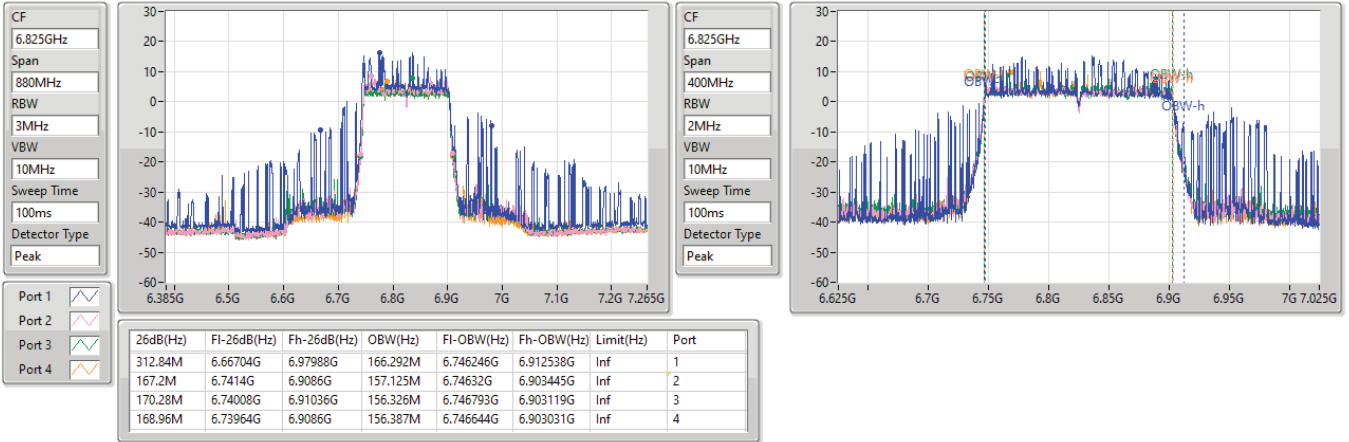 CF
6.825GHz
Span
880MHz
RBW
3MHz
VBW
10MHz
Sweep Time
100ms
Detector Type
Peak
30
20
10
0
-10
-20
-30
-40
-50
-60
6.385G 6.5G 6.6G 6.7G 6.8G 6.9G 7G 7.1G 7.2G 7.265G
CF
6.825GHz
Span
400MHz
RBW
2MHz
VBW
10MHz
Sweep Time
100ms
Detector Type
Peak
30
20
10
0
-10
-20
-30
-40
-50
-60
OBW-h
OBW-h
6.625G 6.7G 6.75G 6.8G 6.85G 6.9G 6.95G 7G 7.025G
Port 1
Port 2
Port 3
Port 4
26dB(Hz) Fl-26dB(Hz) Fh-26dB(Hz) OBW(Hz) Fl-OBW(Hz) Fh-OBW(Hz) Limit(Hz) Port
312.84M 6.66704G 6.97988G 166.292M 6.746246G 6.912538G Inf 1
167.2M 6.7414G 6.9086G 157.125M 6.74632G 6.903445G Inf 2
170.28M 6.74008G 6.91036G 156.326M 6.746793G 6.903119G Inf 3
168.96M 6.73964G 6.9086G 156.387M 6.746644G 6.903031G Inf 4